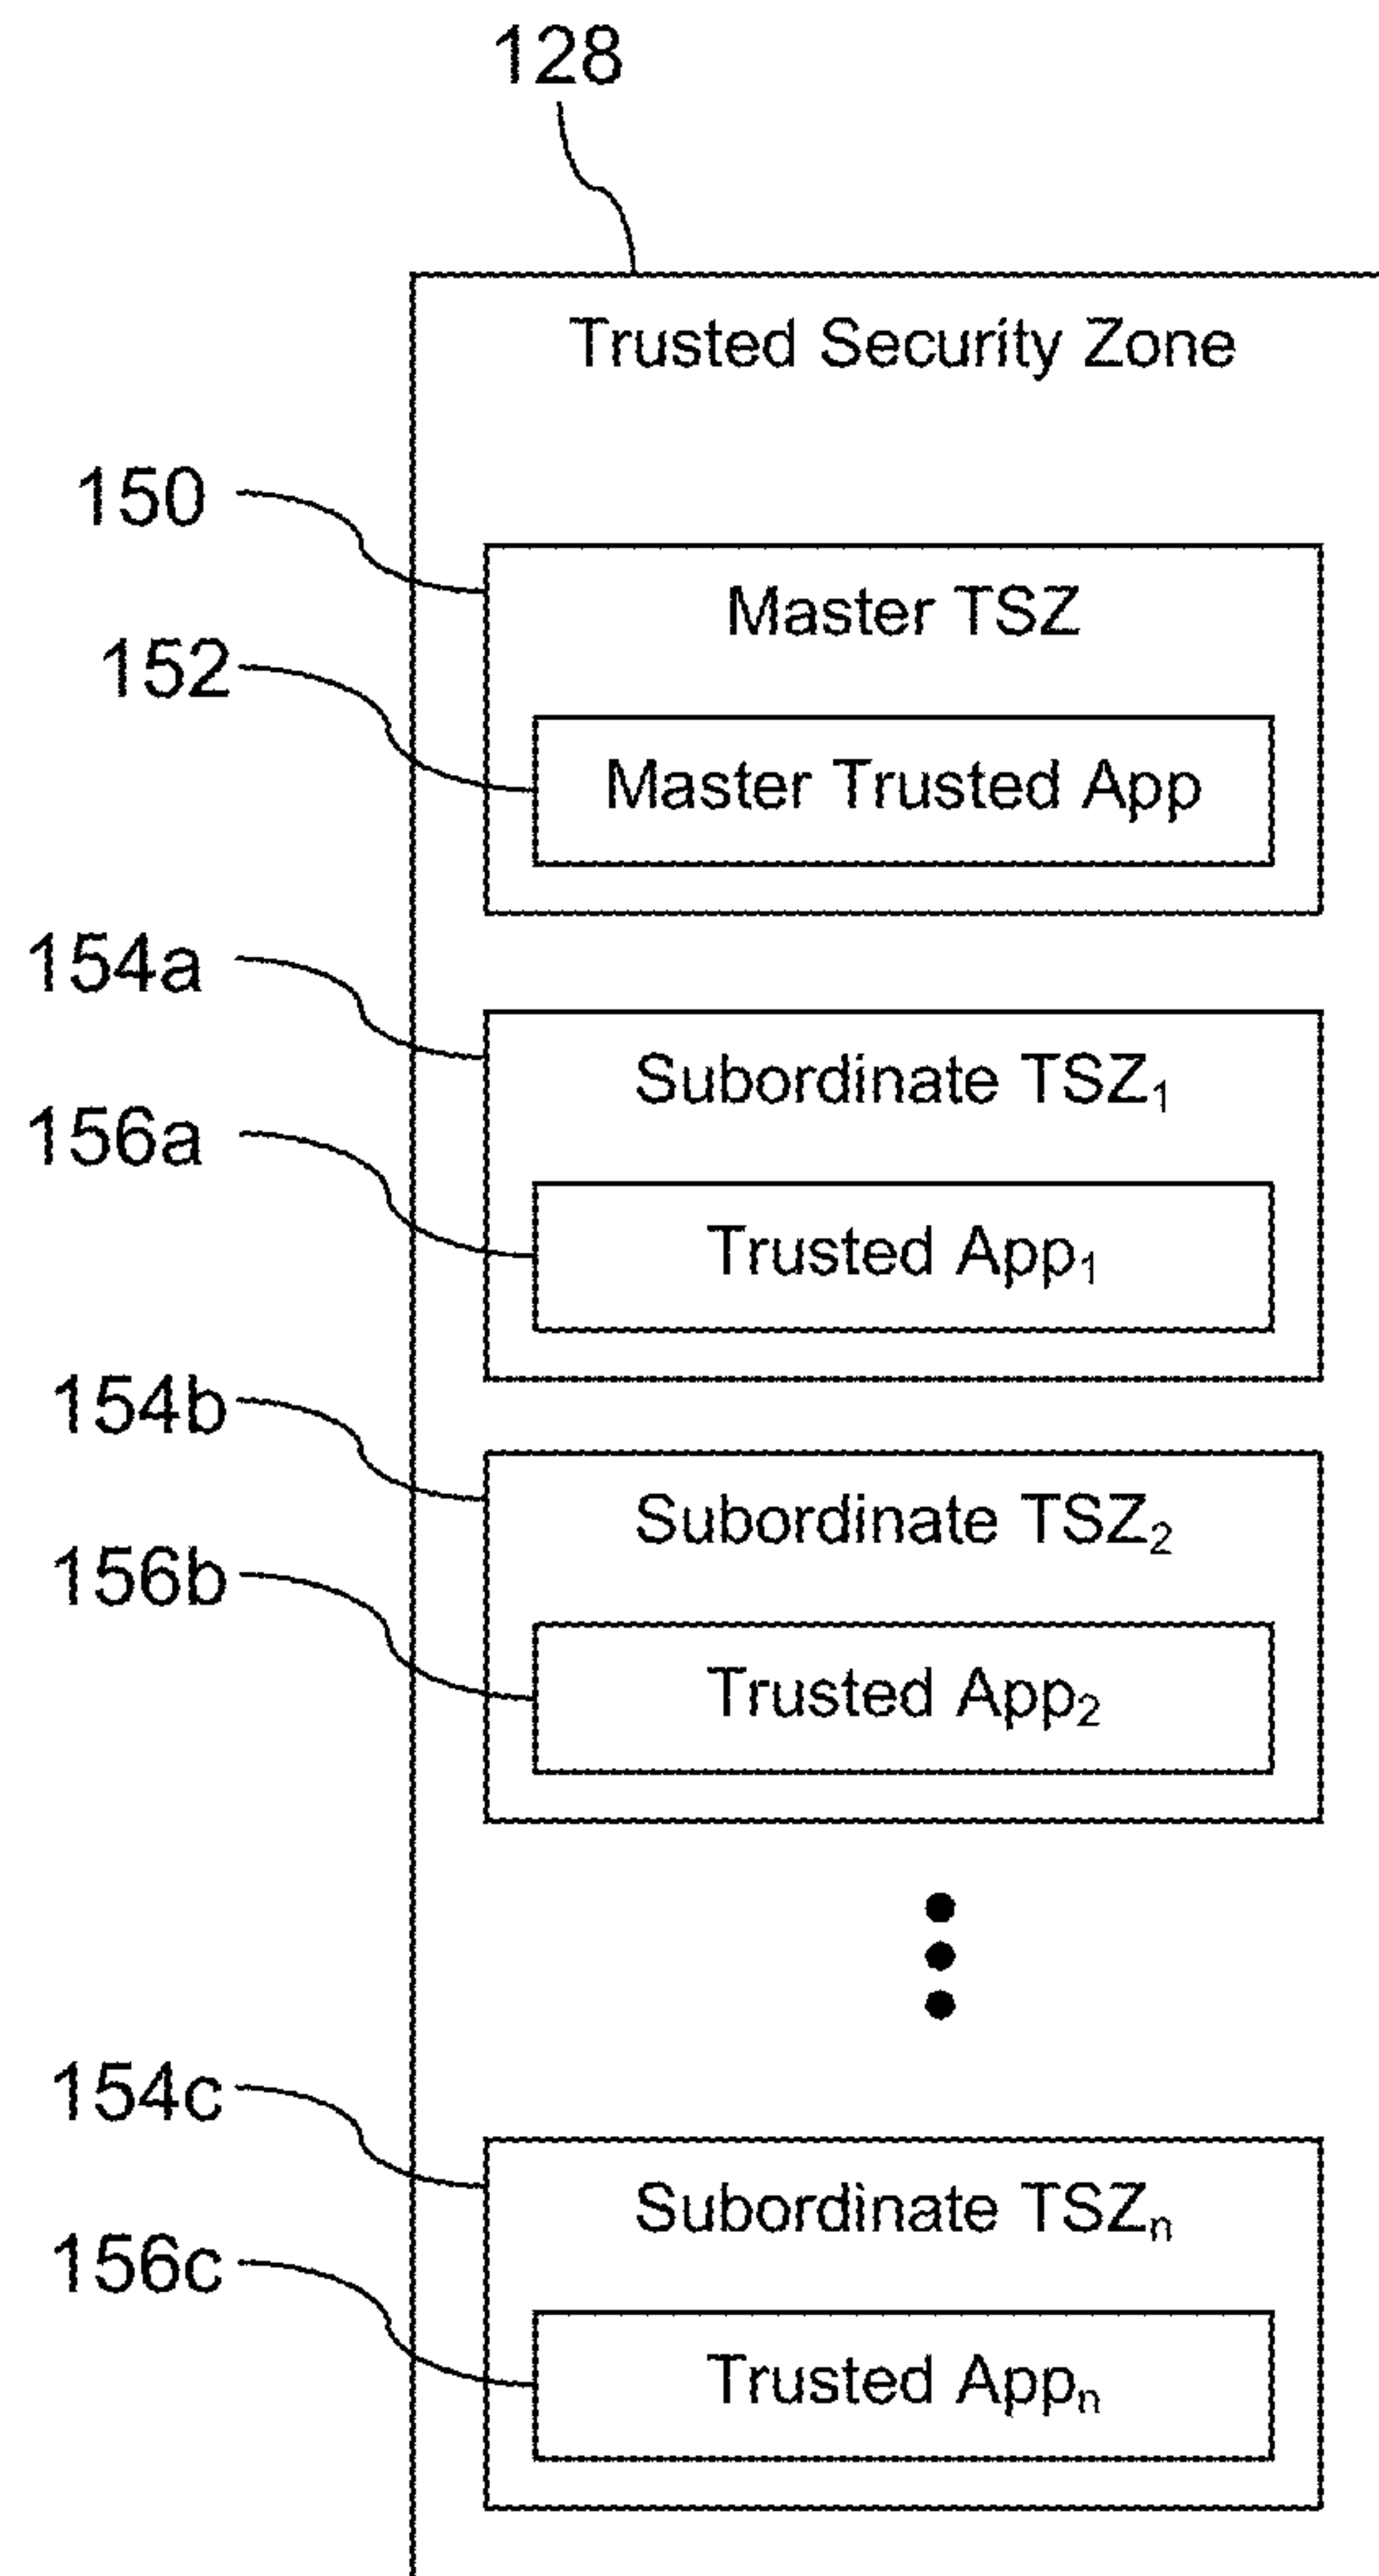 128
Trusted Security Zone
150
Master TSZ
152
Master Trusted App
154a
Subordinate TSZ₁
156a
Trusted App₁
154b
Subordinate TSZ₂
156b
Trusted App₂
154c
Subordinate TSZₙ
156c
Trusted Appₙ